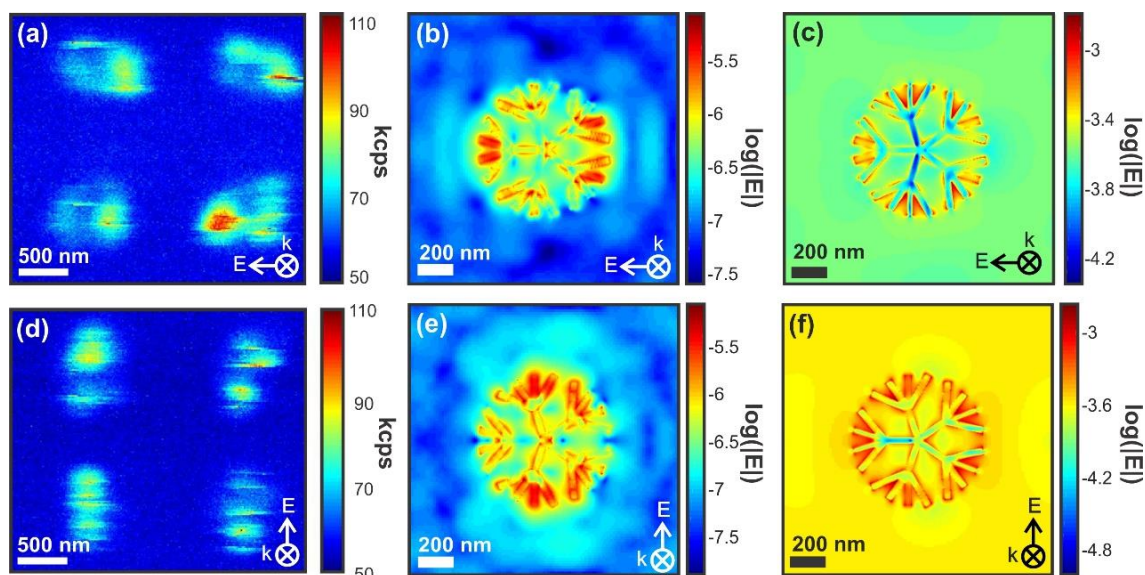 (a)
500 nm
E
k
110
90
70
50
kcps
(b)
200 nm
E
k
-5.5
-6
-6.5
-7
-7.5
log(|E|)
(c)
200 nm
E
k
-3
-3.4
-3.8
-4.2
log(|E|)
(d)
500 nm
E
k
110
90
70
50
kcps
(e)
200 nm
E
k
-5.5
-6
-6.5
-7
-7.5
log(|E|)
(f)
200 nm
E
k
-3
-3.6
-4.2
-4.8
log(|E|)